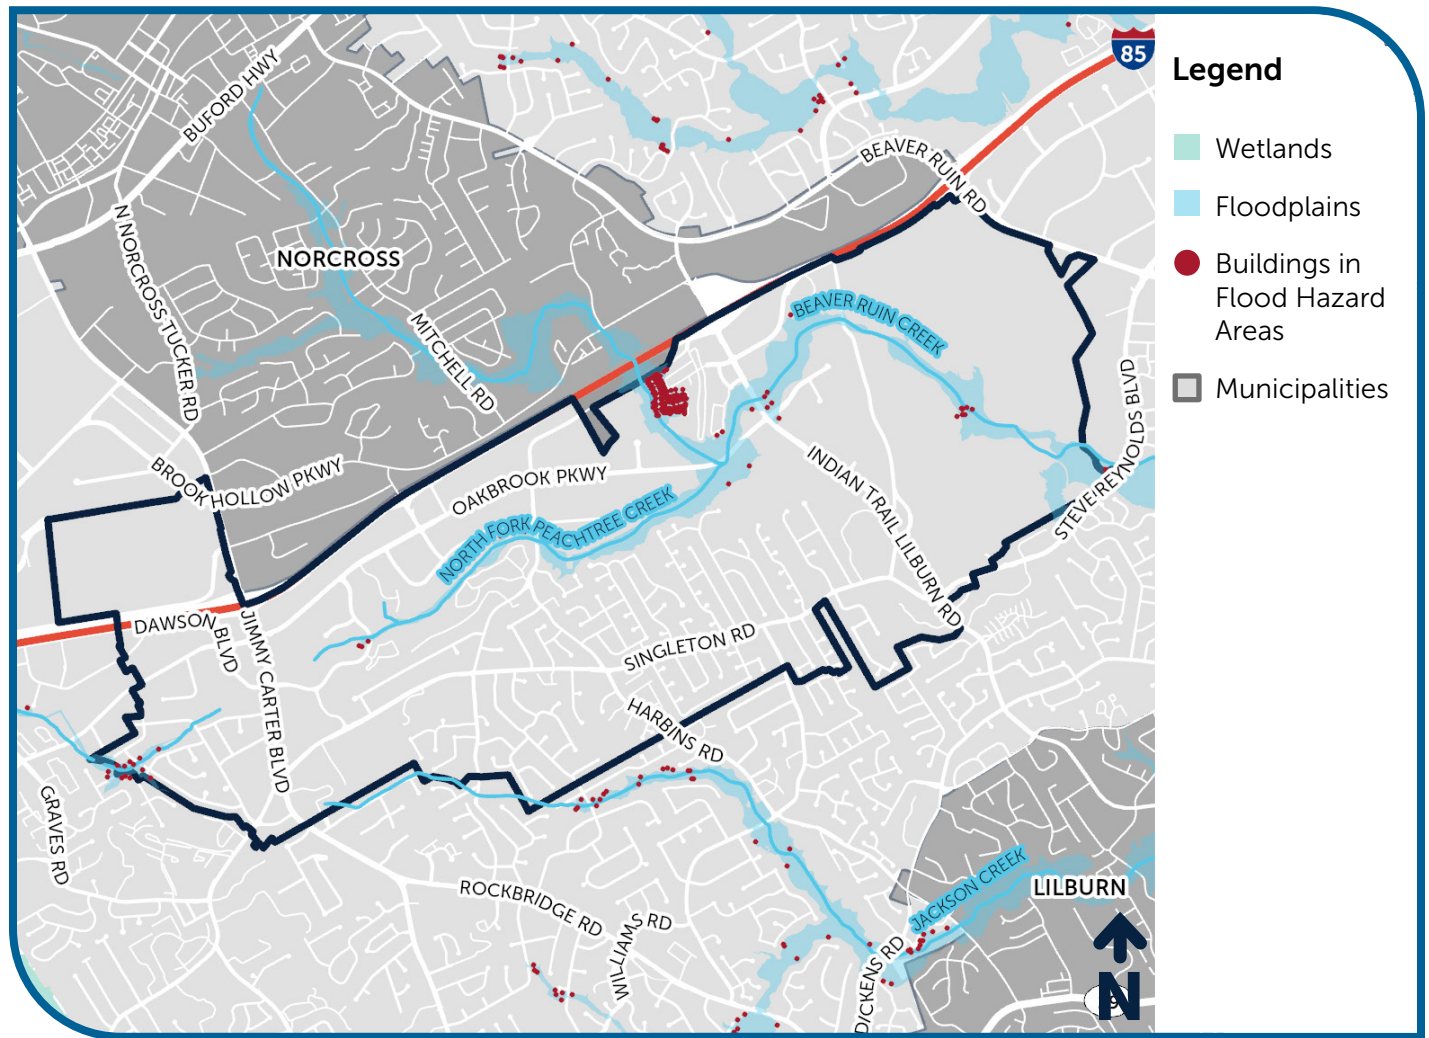 85
BUFORD HWY
BEAVER RUIN RD
N NORCROSS TUCKER RD
NORCROSS
MITCHELL RD
BEAVER RUIN CREEK
STEVE REYNOLDS BLVD
BROOK HOLLOW PKWY
OAKBROOK PKWY
INDIAN TRAIL LILBURN RD
NORTH FORK PEACHTREE CREEK
DAWSON BLVD
JIMMY CARTER BLVD
SINGLETON RD
HARBINS RD
GRAVES RD
ROCKBRIDGE RD
WILLIAMS RD
JACKSON CREEK
LILBURN
DICKENS RD
N
Legend
Wetlands
Floodplains
Buildings in
Flood Hazard
Areas
Municipalities